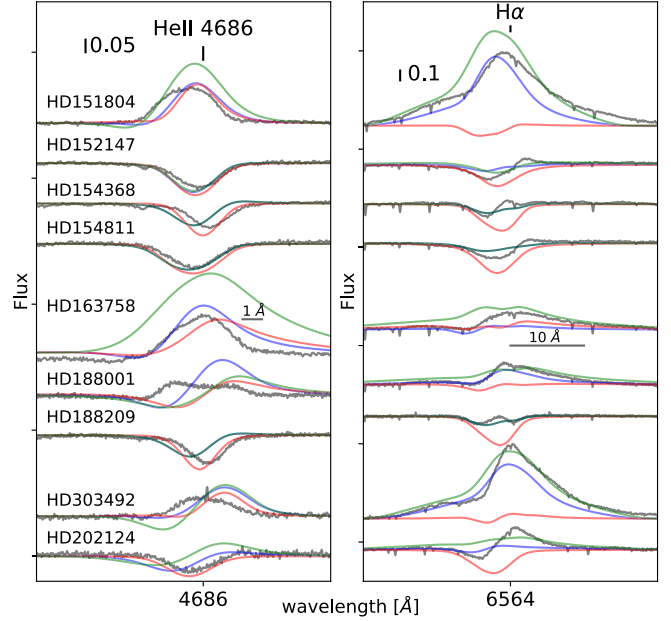 HeII 4686
0.05
HD151804
HD152147
HD154368
HD154811
HD163758
1 Å
HD188001
HD188209
HD303492
HD202124
Flux
4686
Hα
0.1
10 Å
Flux
6564
wavelength [Å]